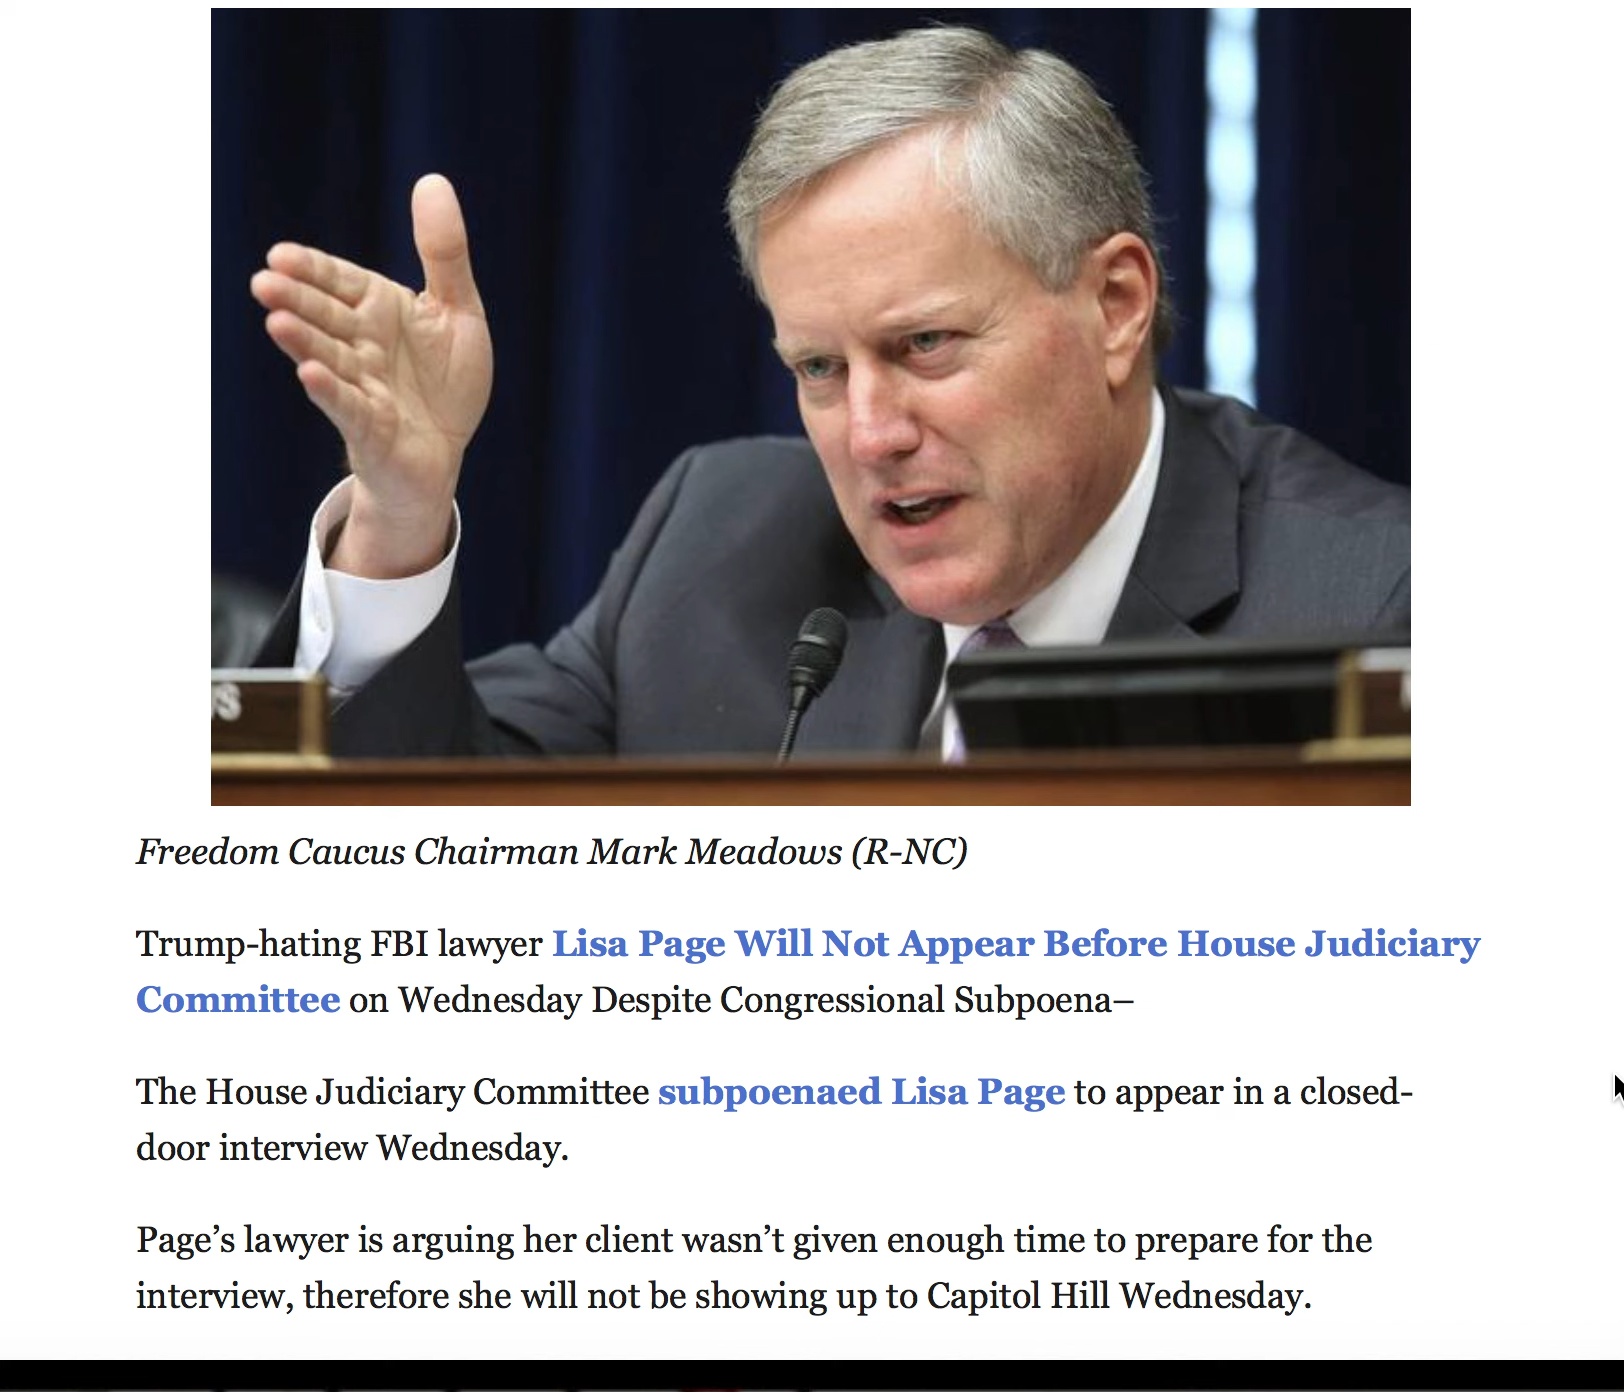 Freedom Caucus Chairman Mark Meadows (R-NC)
Trump-hating FBI lawyer Lisa Page Will Not Appear Before House Judiciary
Committee on Wednesday Despite Congressional Subpoena–
The House Judiciary Committee subpoenaed Lisa Page to appear in a closed-
door interview Wednesday.
Page’s lawyer is arguing her client wasn’t given enough time to prepare for the
interview, therefore she will not be showing up to Capitol Hill Wednesday.